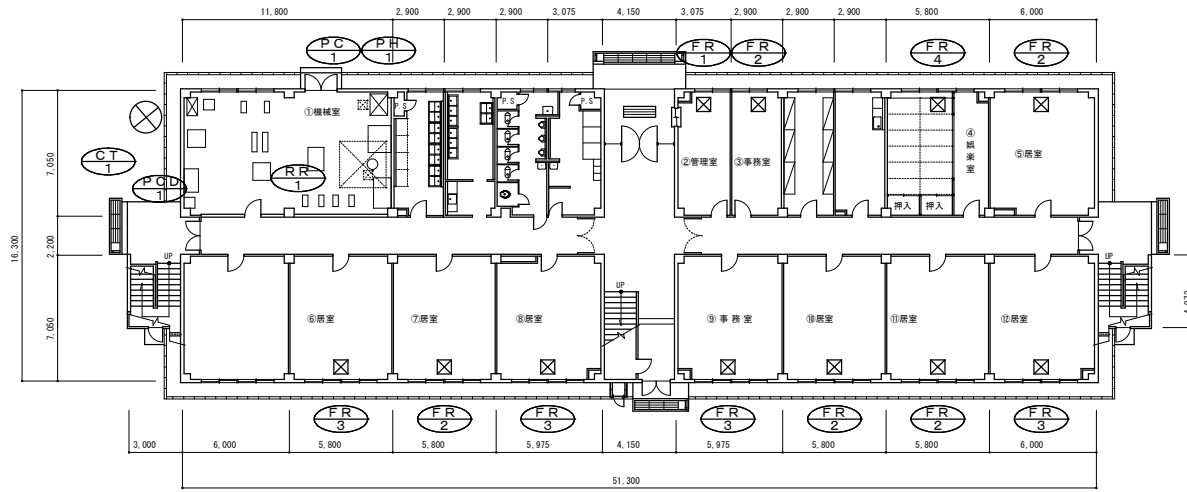 11,800 2,900 2,900 2,900 3,075 4,150 3,075 2,900 2,900 2,900 5,800 6,000
PC
1
PH
1
FR
1
FR
2
FR
4
FR
2
CT
1
PCD
1
RR
1
①機械室
P.S
P.S
P.S
②管理室
③事務室
④娯楽室
押入
押入
⑤居室
16,300
7,050
2,200
7,050
UP
UP
UP
⑥居室
⑦居室
⑧居室
⑨事務室
⑩居室
⑪居室
⑫居室
FR
3
FR
2
FR
3
FR
3
FR
2
FR
2
FR
3
3,000 6,000 5,800 5,800 5,975 4,150 5,975 5,800 5,800 6,000
51,300